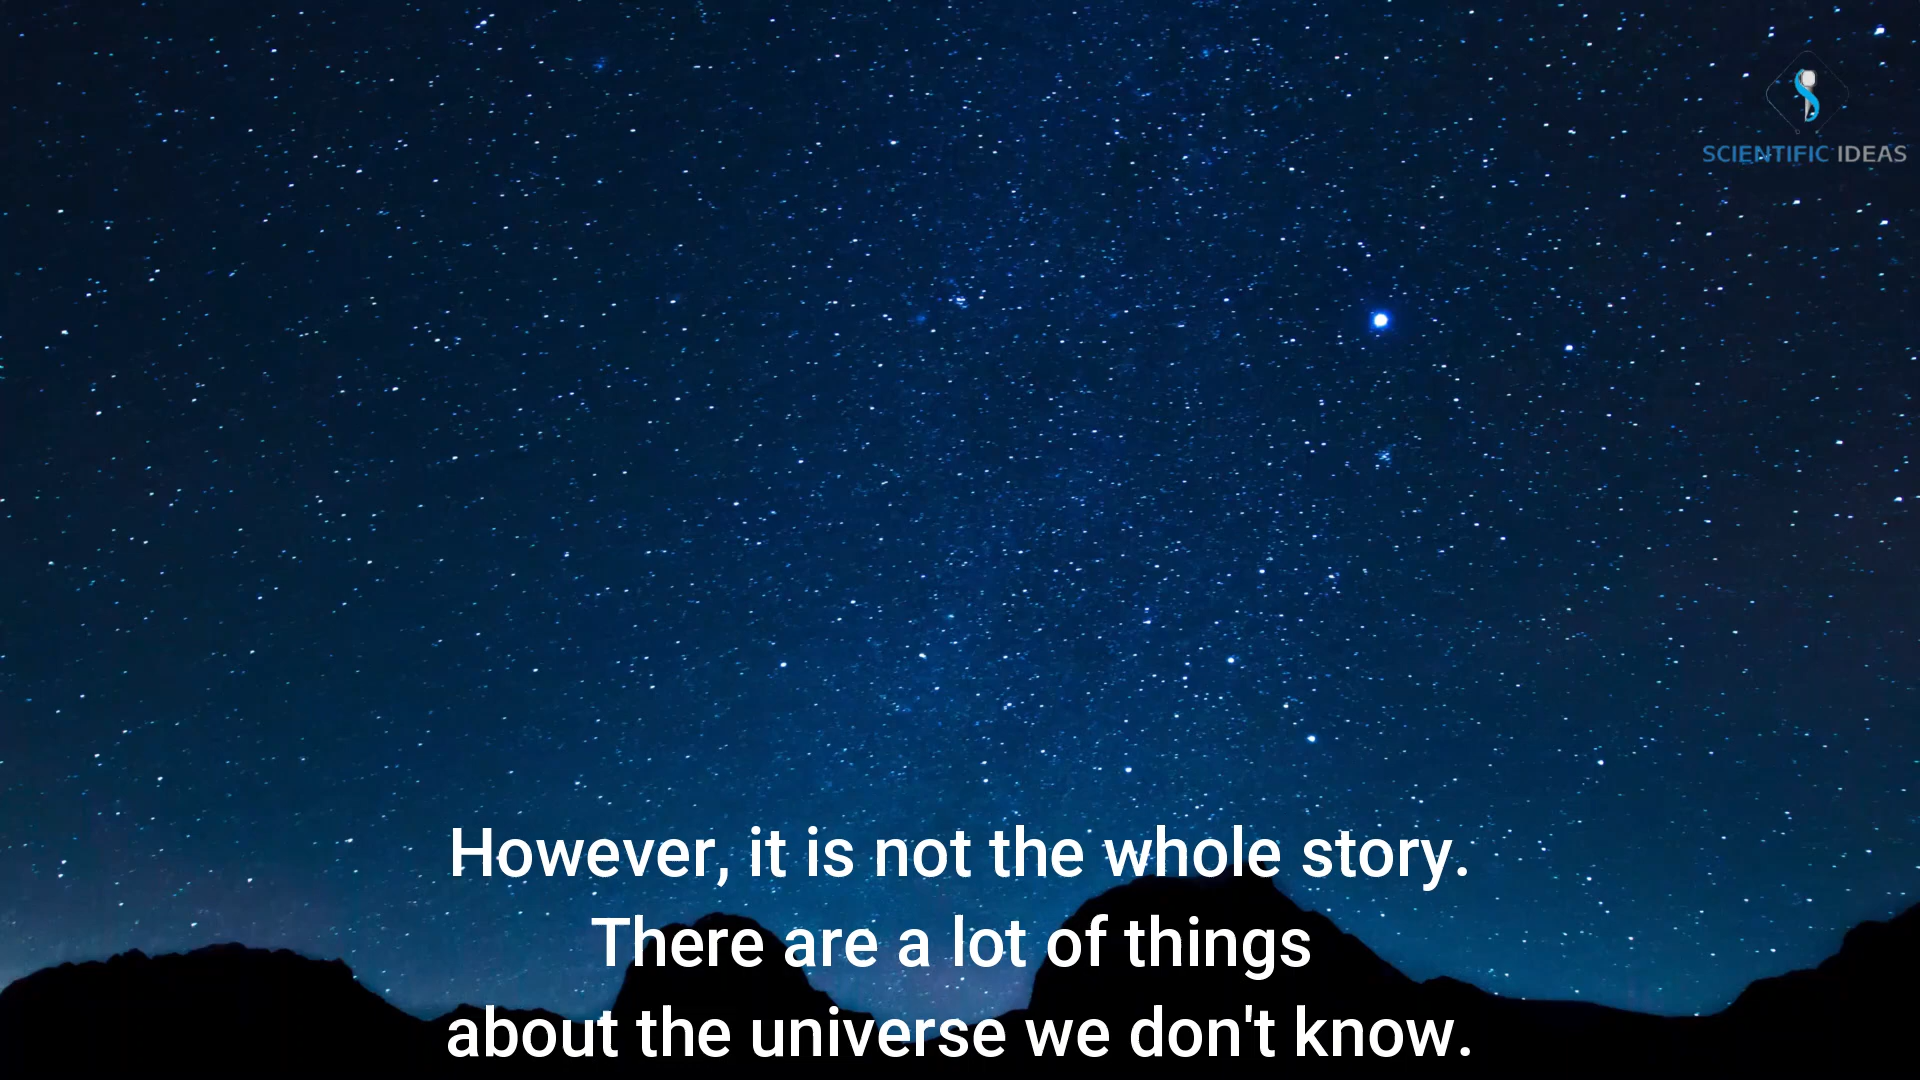 SCIENTIFIC IDEAS
However, it is not the whole story.
There are a lot of things
about the universe we don't know.